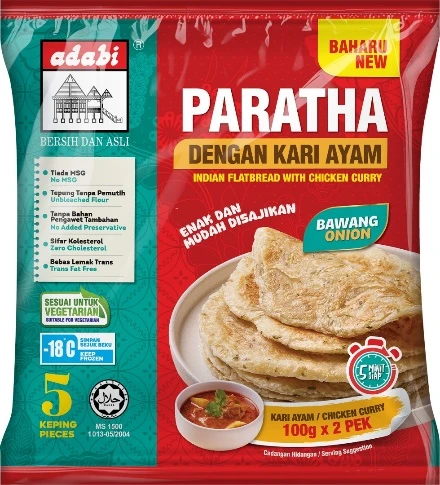 adabi
®
BERSIH DAN ASLI
BAHARU
NEW
PARATHA
DENGAN KARI AYAM
INDIAN FLATBREAD WITH CHICKEN CURRY
ENAK DAN
MUDAH DISAJIKAN
BAWANG
ONION
Tiada MSG
No MSG
Tepung Tanpa Pemutih
Unbleached Flour
Tanpa Bahan
Pengawet Tambahan
No Added Preservative
Sifar Kolesterol
Zero Cholesterol
Bebas Lemak Trans
Trans Fat Free
SESUAI UNTUK
VEGETARIAN
SUITABLE FOR VEGETARIAN
-18°C
SIMPAN
SEJUK BEKU
KEEP
FROZEN
5
KEPING
PIECES
حلال
MS 1500
1 013-05/2004
5 MINIT
SIAP
KARI AYAM / CHICKEN CURRY
100g x 2 PEK
Cadangan Hidangan / Serving Suggestion